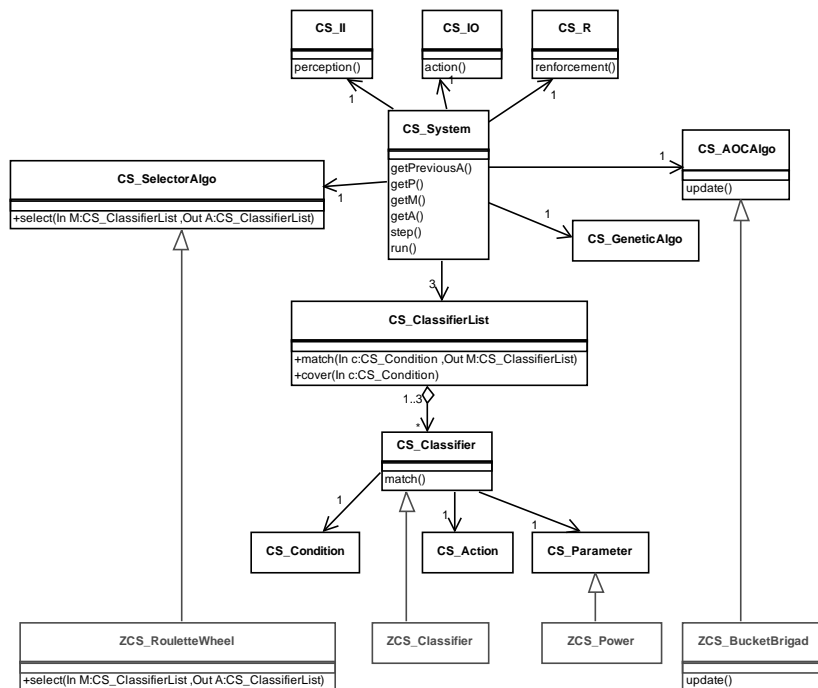 CS_II
perception()
1
CS_IO
action()
1
CS_R
renforcement()
1
CS_System
getPreviousA()
getP()
getM()
getA()
step()
run()
CS_SelectorAlgo
+select(In M:CS_ClassifierList ,Out A:CS_ClassifierList)
1
CS_AOCAlgo
update()
1
CS_GeneticAlgo
1
3
CS_ClassifierList
+match(In c:CS_Condition ,Out M:CS_ClassifierList)
+cover(In c:CS_Condition)
1..3
*
CS_Classifier
match()
1
1
1
CS_Condition
CS_Action
CS_Parameter
ZCS_RouletteWheel
+select(In M:CS_ClassifierList ,Out A:CS_ClassifierList)
ZCS_Classifier
ZCS_Power
ZCS_BucketBrigad
update()